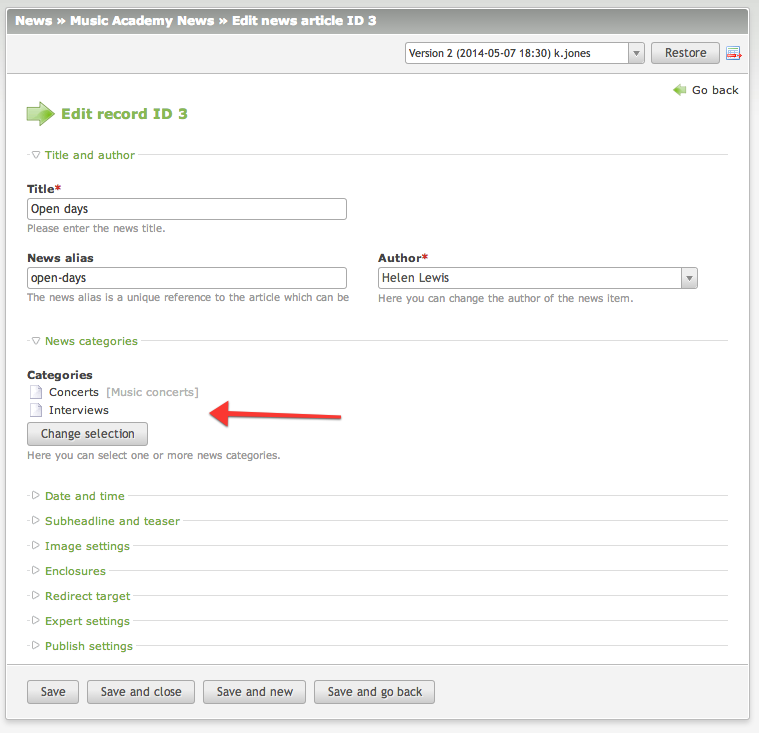 News » Music Academy News » Edit news article ID 3
Version 2 (2014-05-07 18:30) k.jones
Restore
Go back
Edit record ID 3
Title and author
Title*
Open days
Please enter the news title.
News alias
open-days
The news alias is a unique reference to the article which can be
Author*
Helen Lewis
Here you can change the author of the news item.
News categories
Categories
Concerts [Music concerts]
Interviews
Change selection
Here you can select one or more news categories.
Date and time
Subheadline and teaser
Image settings
Enclosures
Redirect target
Expert settings
Publish settings
Save Save and close Save and new Save and go back